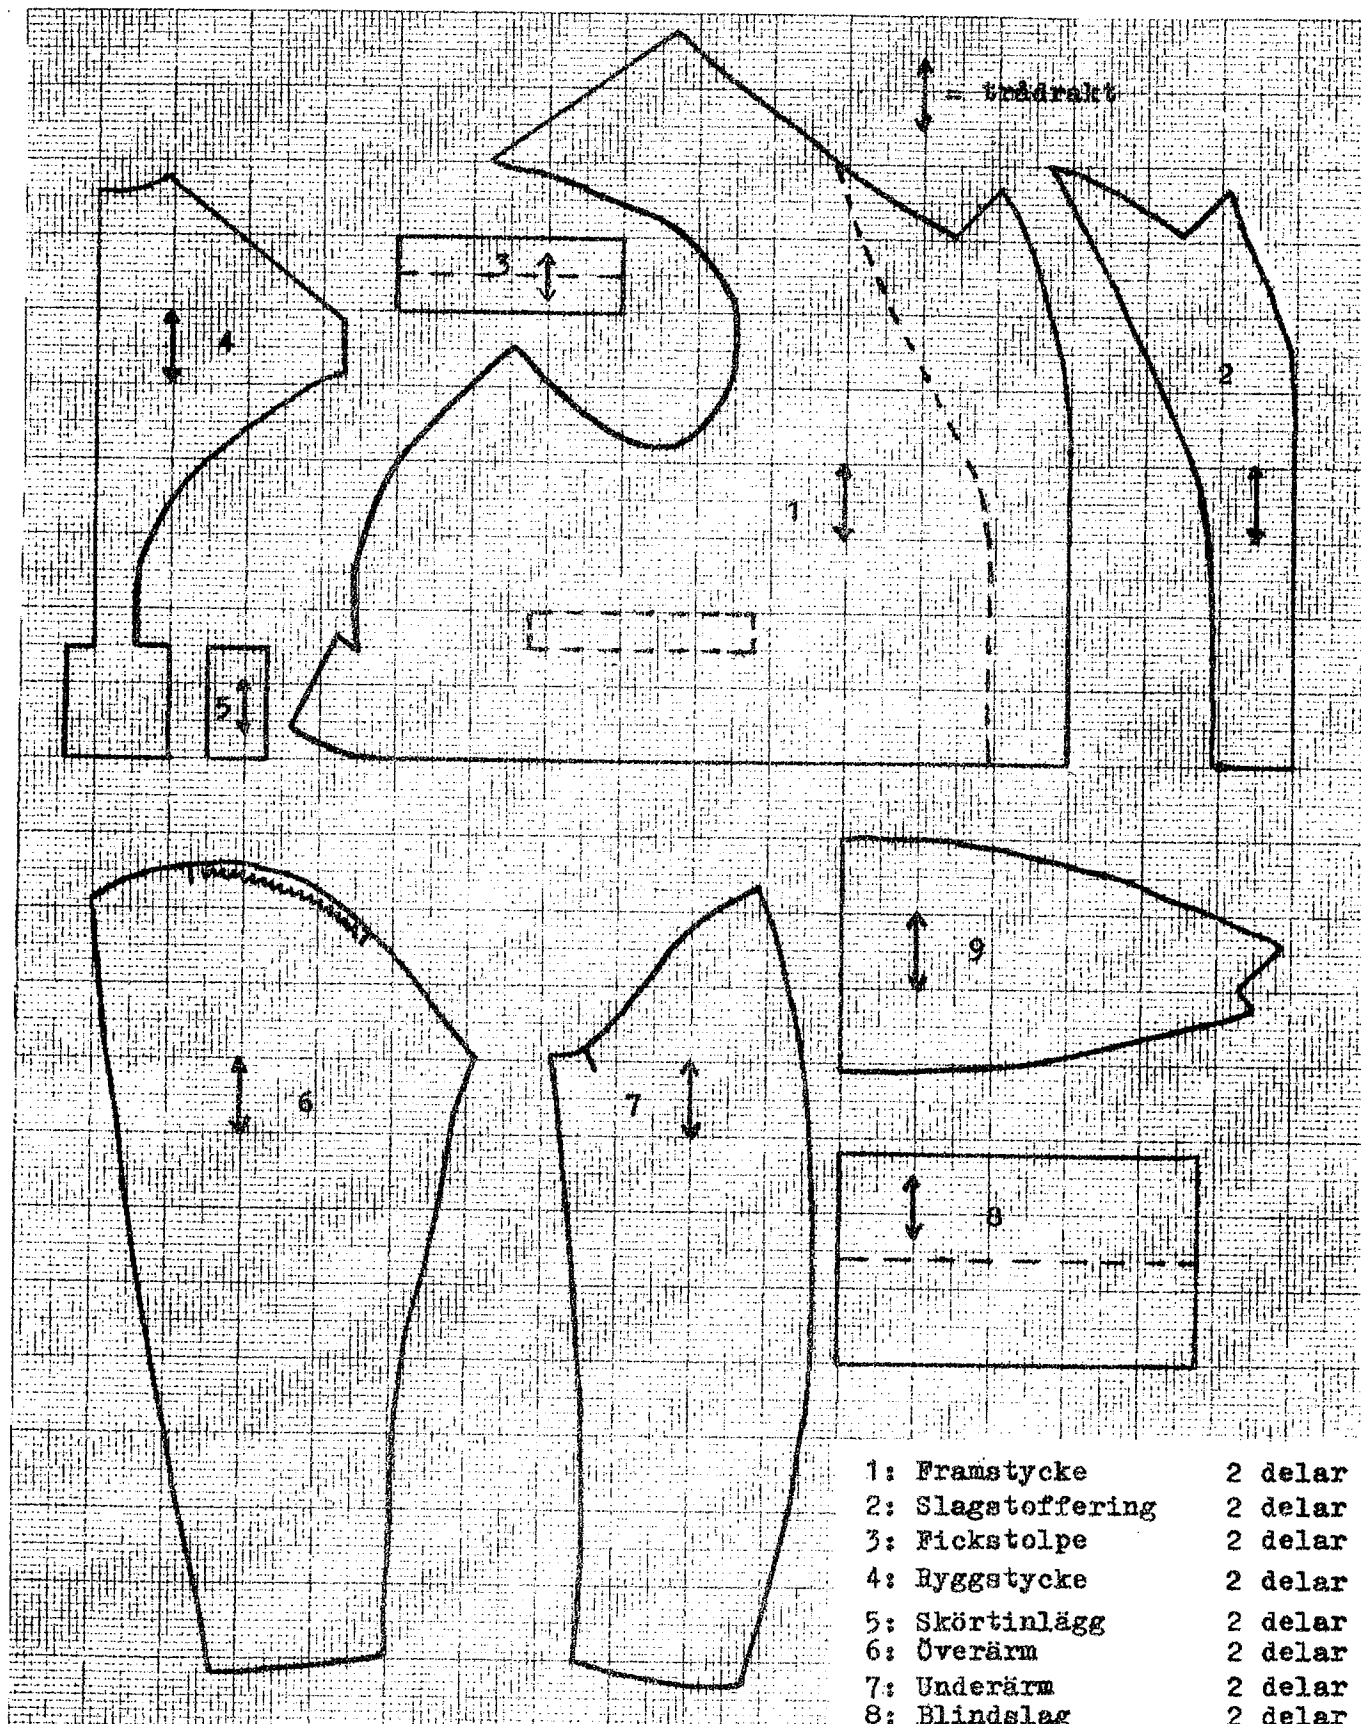 = trådrakt
3
4
2
1
5
9
6
7
8
1: Framstycke 2 delar
2: Slagstoffering 2 delar
3: Fickstolpe 2 delar
4: Ryggstycke 2 delar
5: Skörtinlägg 2 delar
6: Överärm 2 delar
7: Underärm 2 delar
8: Blindslag 2 delar